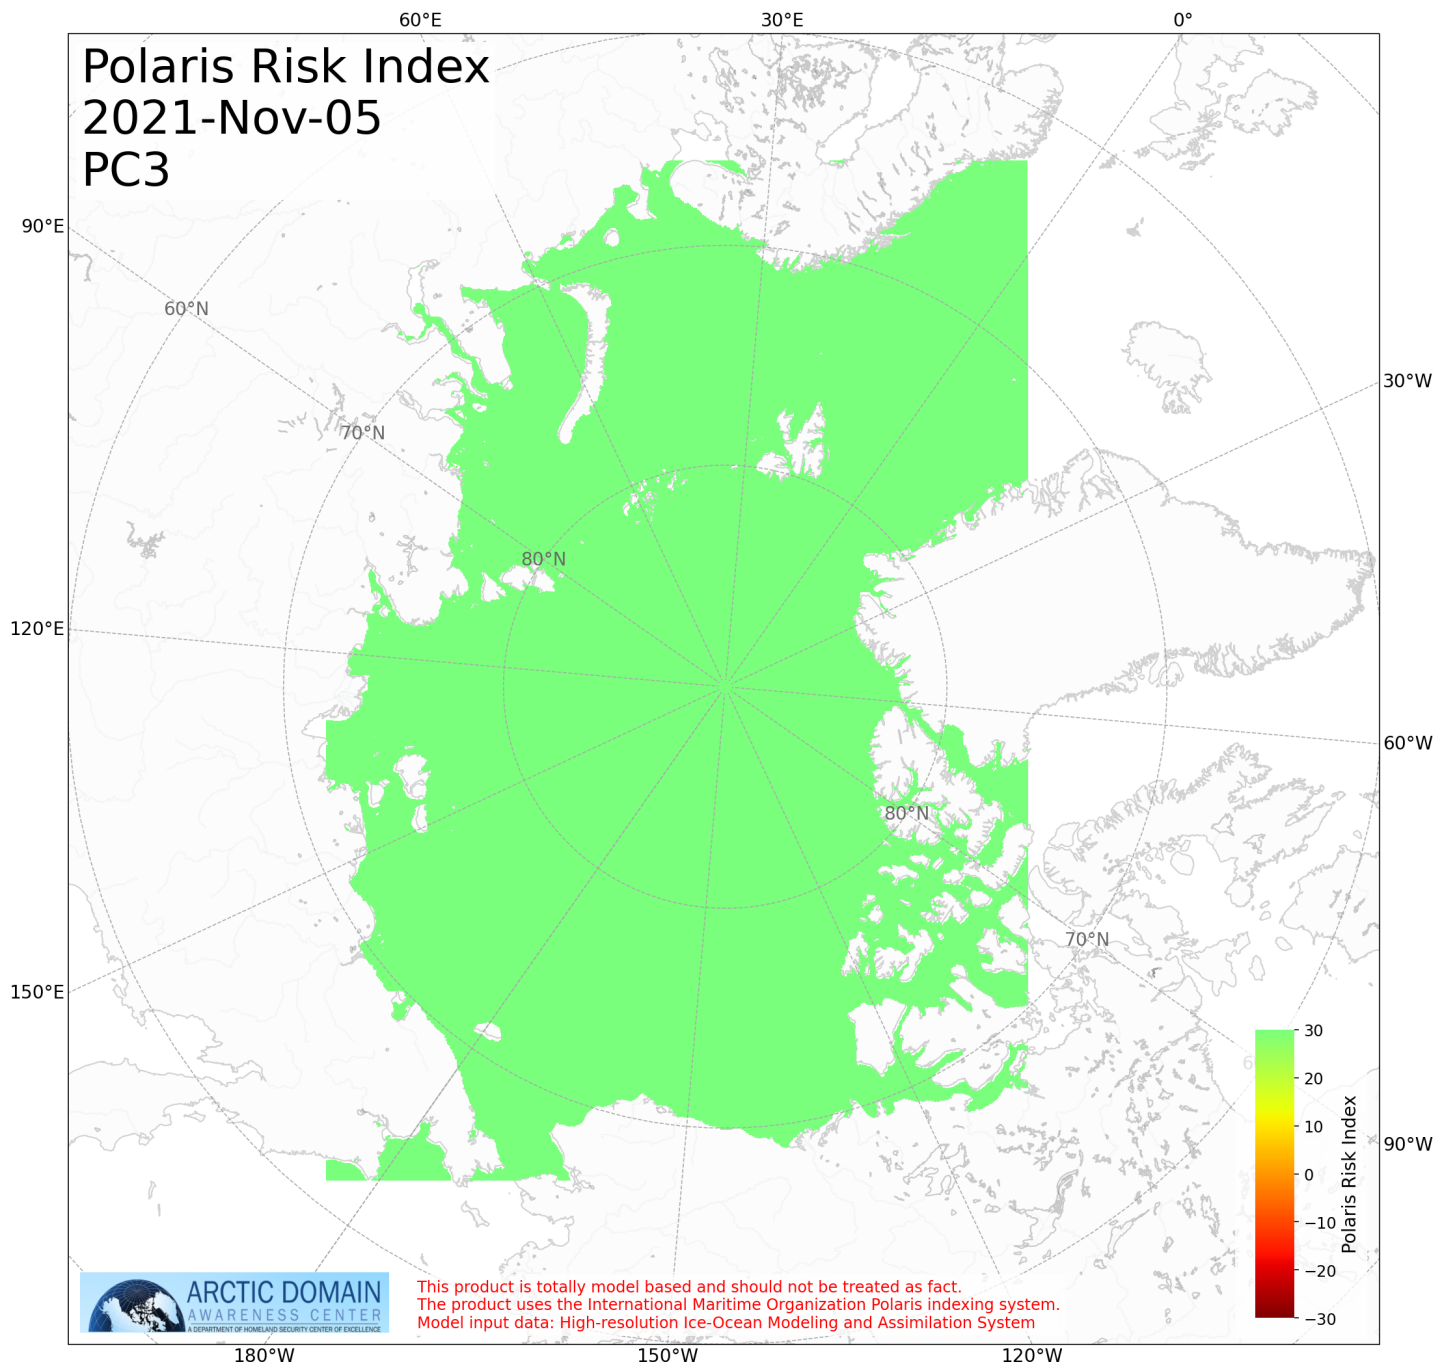 60°E
30°E
0°
Polaris Risk Index
2021-Nov-05
PC3
90°E
60°N
30°W
70°N
80°N
120°E
60°W
80°N
70°N
150°E
30
20
10
0
−10
−20
−30
Polaris Risk Index
90°W
ARCTIC DOMAIN
AWARENESS CENTER
A DEPARTMENT OF HOMELAND SECURITY CENTER OF EXCELLENCE
This product is totally model based and should not be treated as fact.
The product uses the International Maritime Organization Polaris indexing system.
Model input data: High-resolution Ice-Ocean Modeling and Assimilation System
180°W
150°W
120°W